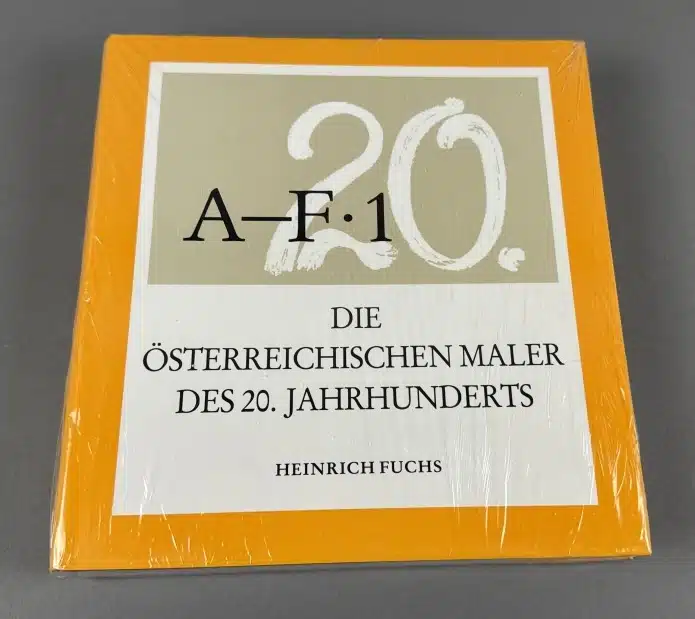 20.
A—F·1
DIE
ÖSTERREICHISCHEN MALER
DES 20. JAHRHUNDERTS
HEINRICH FUCHS